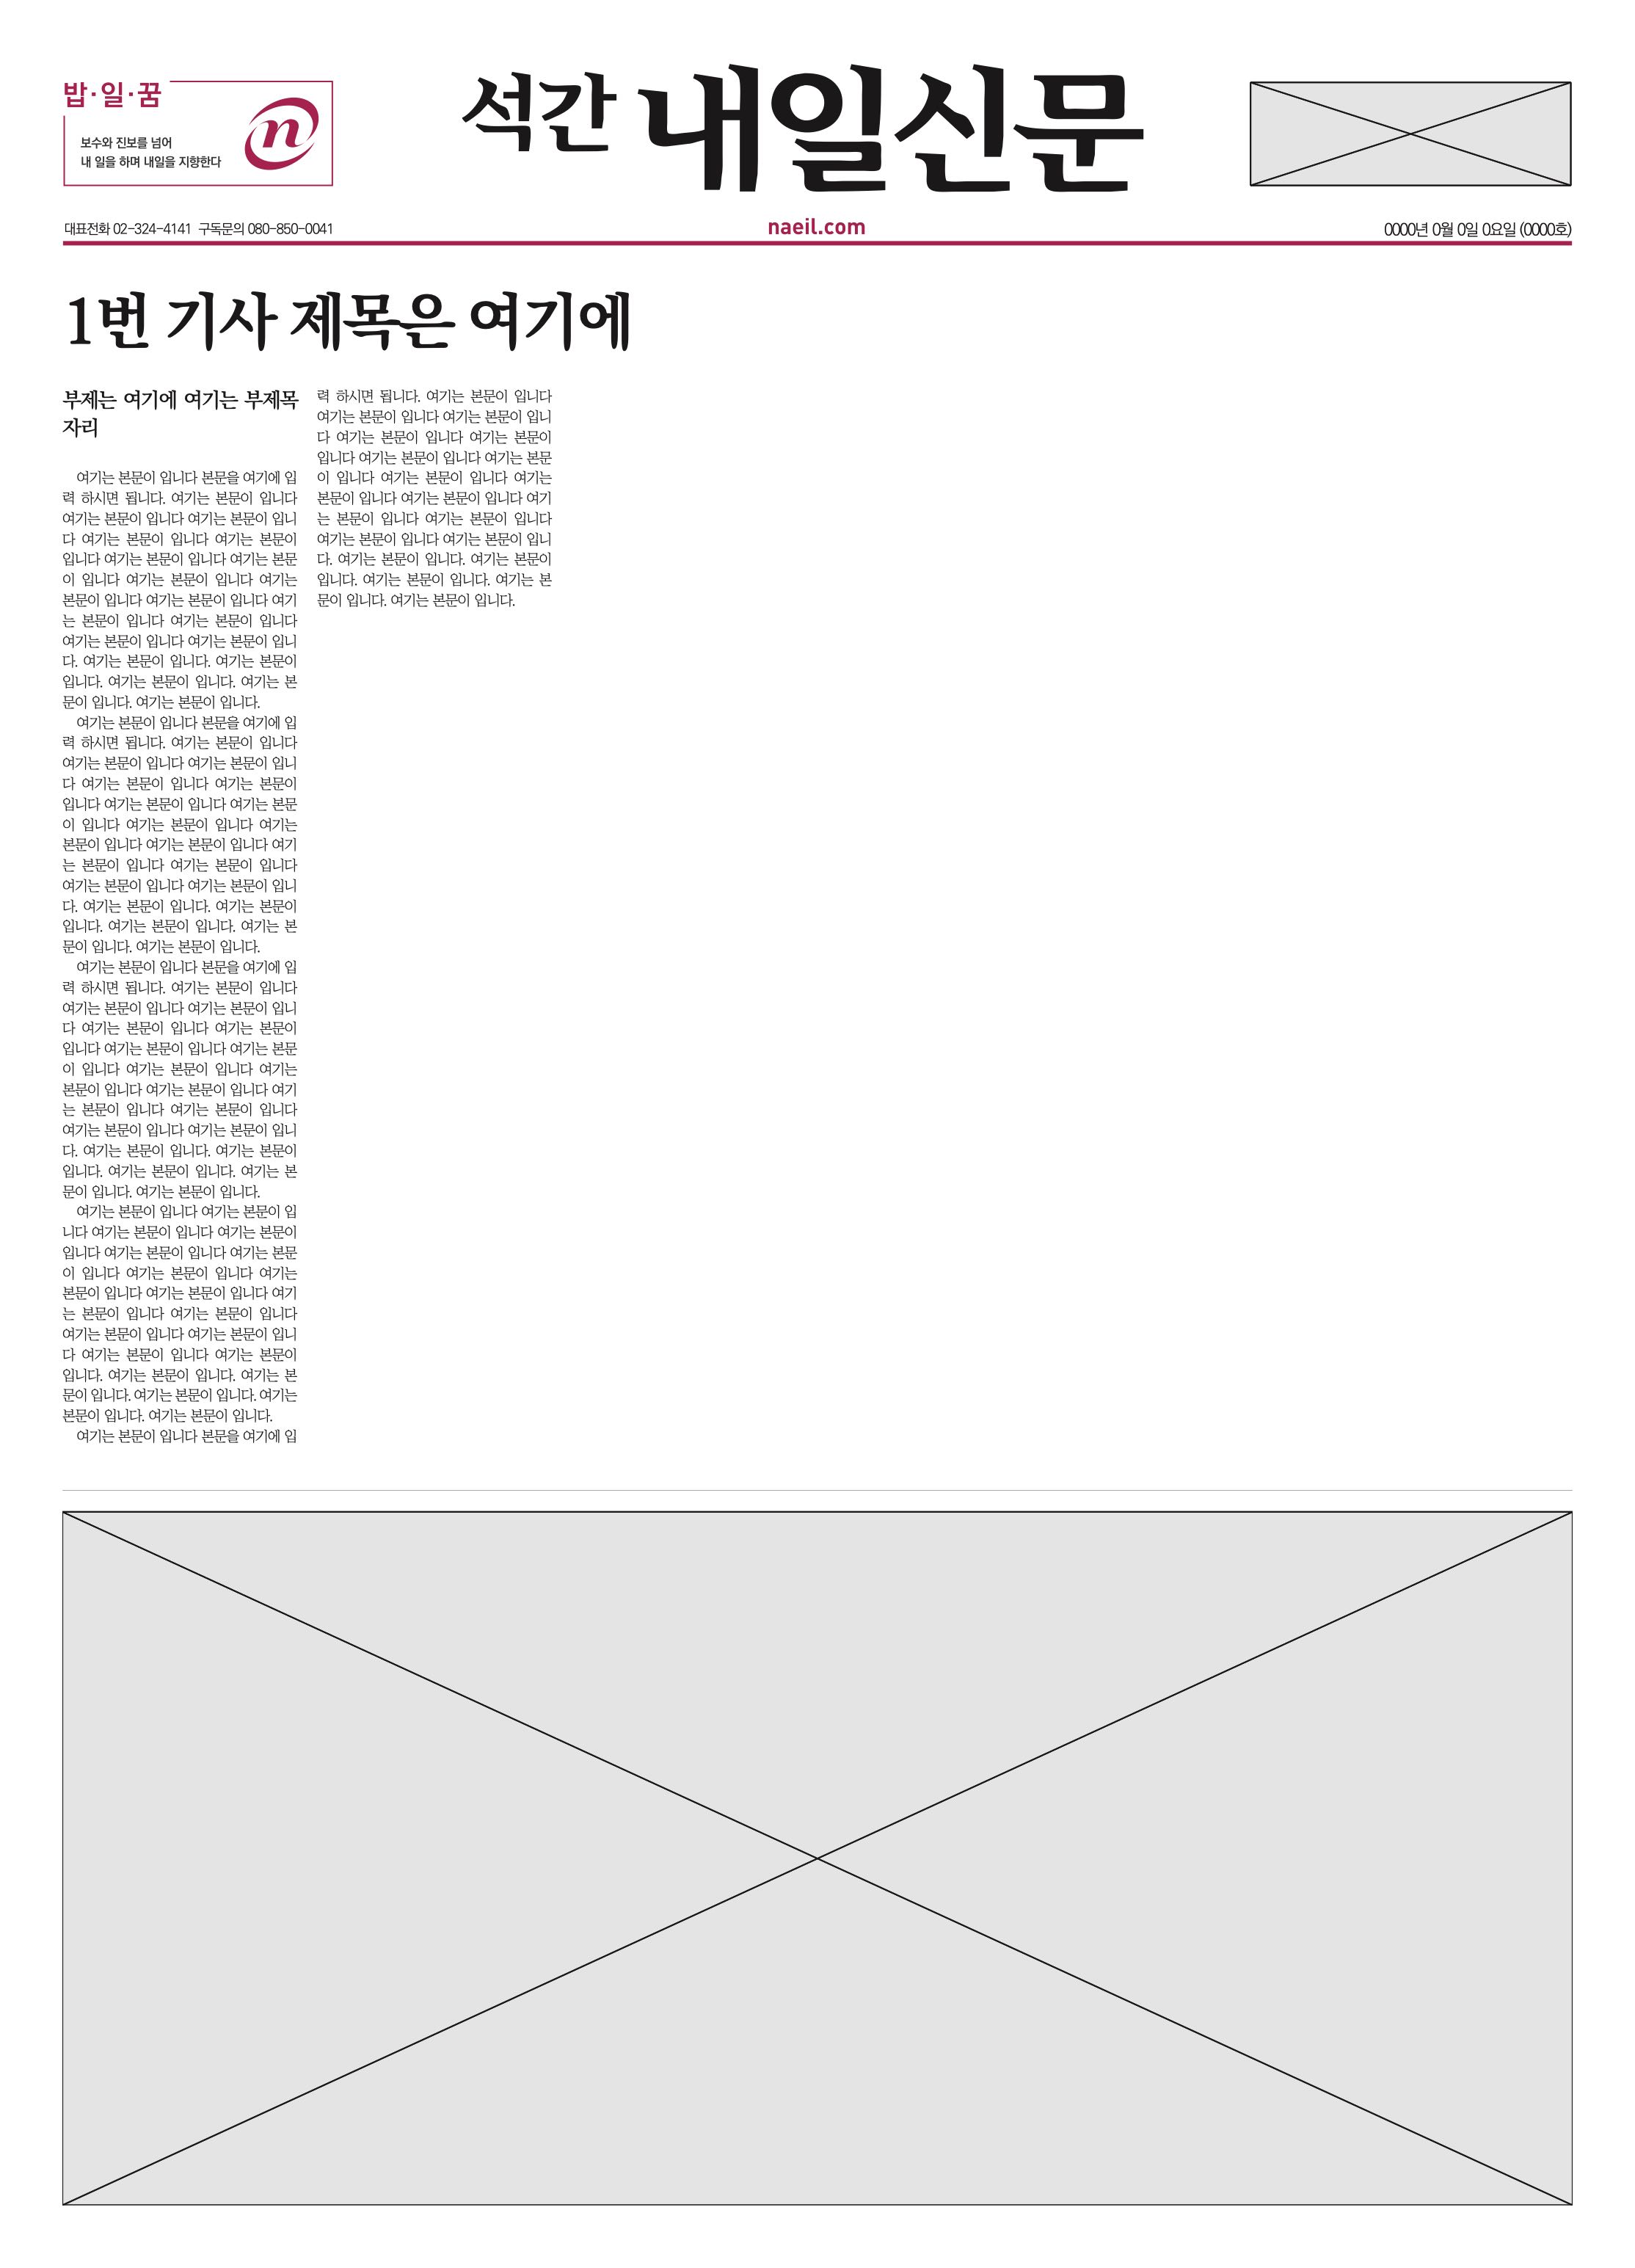 밥·일·꿈
보수와 진보를 넘어
내 일을 하며 내일을 지향한다
n
석간 내일신문
대표전화 02-324-4141 구독문의 080-850-0041
naeil.com
0000년 0월 0일 0요일 (0000호)
1번 기사 제목은 여기에
부제는 여기에 여기는 부제목
자리
여기는 본문이 입니다 본문을 여기에 입
력 하시면 됩니다. 여기는 본문이 입니다
여기는 본문이 입니다 여기는 본문이 입니
다 여기는 본문이 입니다 여기는 본문이
입니다 여기는 본문이 입니다 여기는 본문
이 입니다 여기는 본문이 입니다 여기는
본문이 입니다 여기는 본문이 입니다 여기
는 본문이 입니다 여기는 본문이 입니다
여기는 본문이 입니다 여기는 본문이 입니
다. 여기는 본문이 입니다. 여기는 본문이
입니다. 여기는 본문이 입니다. 여기는 본
문이 입니다. 여기는 본문이 입니다.
여기는 본문이 입니다 본문을 여기에 입
력 하시면 됩니다. 여기는 본문이 입니다
여기는 본문이 입니다 여기는 본문이 입니
다 여기는 본문이 입니다 여기는 본문이
입니다 여기는 본문이 입니다 여기는 본문
이 입니다 여기는 본문이 입니다 여기는
본문이 입니다 여기는 본문이 입니다 여기
는 본문이 입니다 여기는 본문이 입니다
여기는 본문이 입니다 여기는 본문이 입니
다. 여기는 본문이 입니다. 여기는 본문이
입니다. 여기는 본문이 입니다. 여기는 본
문이 입니다. 여기는 본문이 입니다.
여기는 본문이 입니다 본문을 여기에 입
력 하시면 됩니다. 여기는 본문이 입니다
여기는 본문이 입니다 여기는 본문이 입니
다 여기는 본문이 입니다 여기는 본문이
입니다 여기는 본문이 입니다 여기는 본문
이 입니다 여기는 본문이 입니다 여기는
본문이 입니다 여기는 본문이 입니다 여기
는 본문이 입니다 여기는 본문이 입니다
여기는 본문이 입니다 여기는 본문이 입니
다. 여기는 본문이 입니다. 여기는 본문이
입니다. 여기는 본문이 입니다. 여기는 본
문이 입니다. 여기는 본문이 입니다.
여기는 본문이 입니다 여기는 본문이 입
니다 여기는 본문이 입니다 여기는 본문이
입니다 여기는 본문이 입니다 여기는 본문
이 입니다 여기는 본문이 입니다 여기는
본문이 입니다 여기는 본문이 입니다 여기
는 본문이 입니다 여기는 본문이 입니다
여기는 본문이 입니다 여기는 본문이 입니
다 여기는 본문이 입니다 여기는 본문이
입니다. 여기는 본문이 입니다. 여기는 본
문이 입니다. 여기는 본문이 입니다. 여기는
본문이 입니다. 여기는 본문이 입니다.
여기는 본문이 입니다 본문을 여기에 입
력 하시면 됩니다. 여기는 본문이 입니다
여기는 본문이 입니다 여기는 본문이 입니
다 여기는 본문이 입니다 여기는 본문이
입니다 여기는 본문이 입니다 여기는 본문
이 입니다 여기는 본문이 입니다 여기는
본문이 입니다 여기는 본문이 입니다 여기
는 본문이 입니다 여기는 본문이 입니다
여기는 본문이 입니다 여기는 본문이 입니
다. 여기는 본문이 입니다. 여기는 본문이
입니다. 여기는 본문이 입니다. 여기는 본
문이 입니다. 여기는 본문이 입니다.